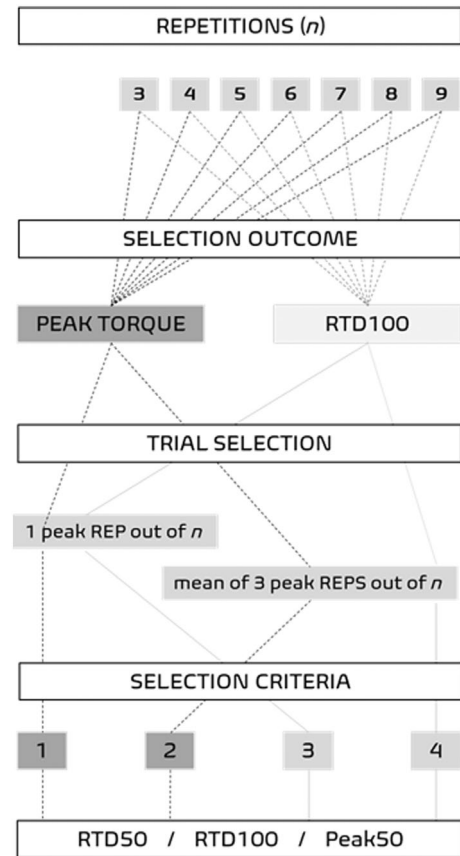 REPETITIONS (n)
3 4 5 6 7 8 9
SELECTION OUTCOME
PEAK TORQUE RTD100
TRIAL SELECTION
1 peak REP out of n
mean of 3 peak REPS out of n
SELECTION CRITERIA
1 2 3 4
RTD50 / RTD100 / Peak50